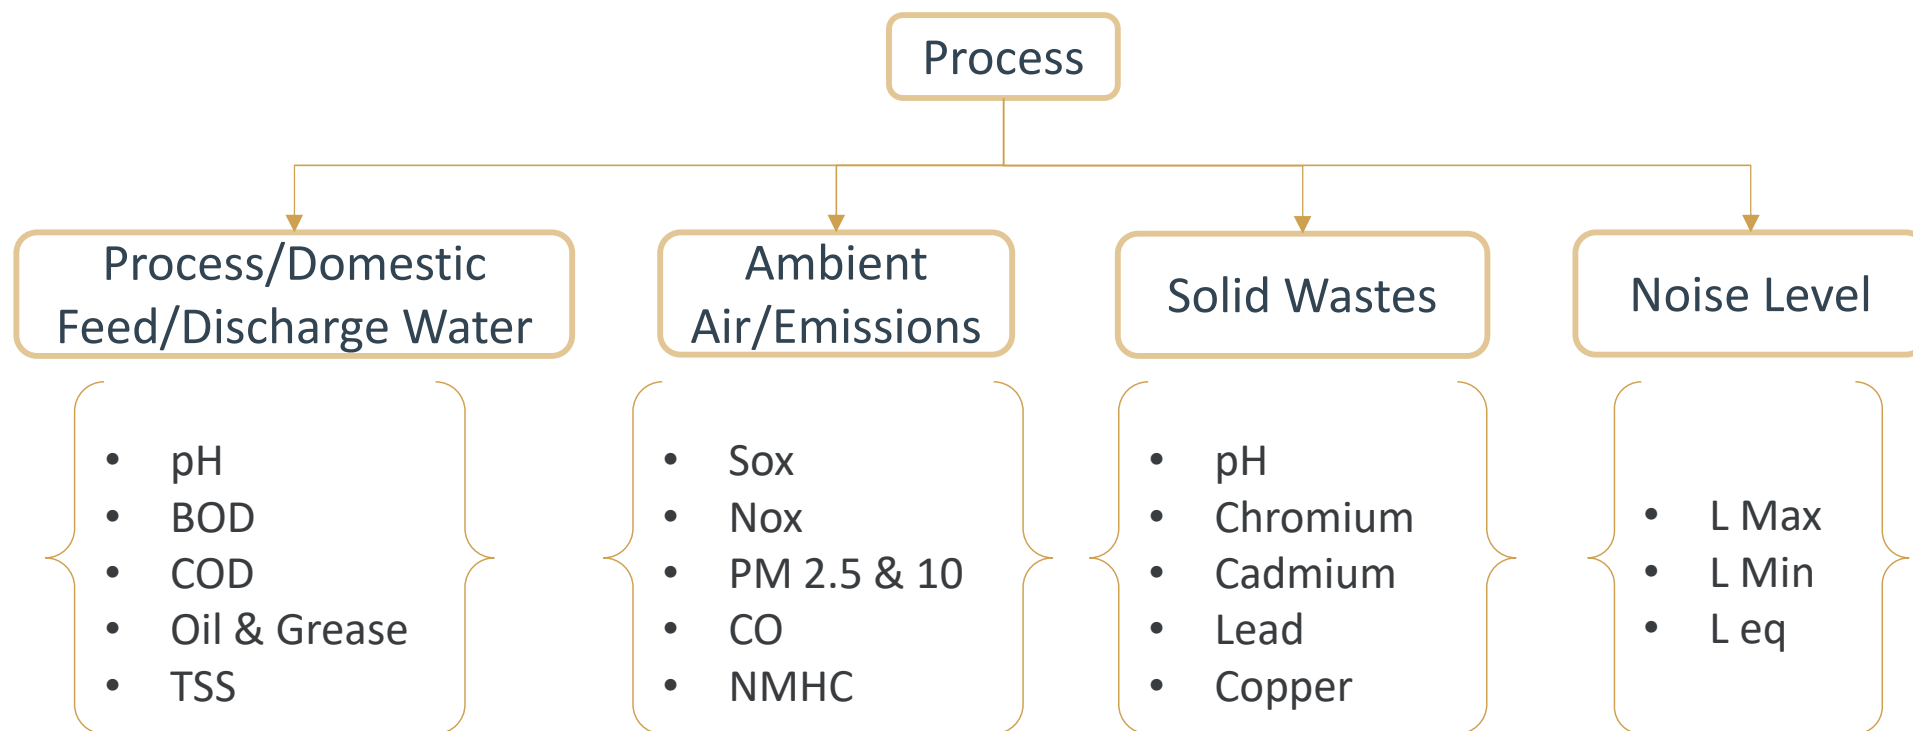 Process
Process/Domestic
Feed/Discharge Water
Ambient
Air/Emissions
Solid Wastes
Noise Level
• pH
• BOD
• COD
• Oil & Grease
• TSS
• Sox
• Nox
• PM 2.5 & 10
• CO
• NMHC
• pH
• Chromium
• Cadmium
• Lead
• Copper
• L Max
• L Min
• L eq